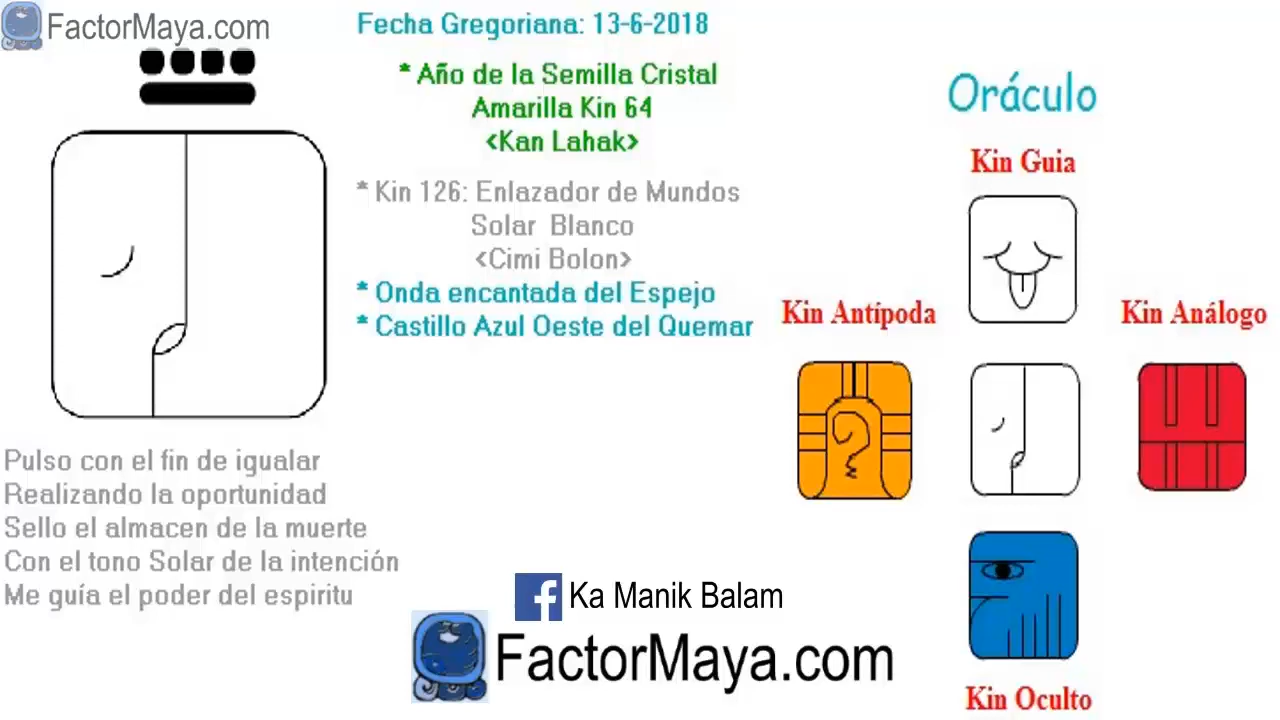 FactorMaya.com
Fecha Gregoriana: 13-6-2018
* Año de la Semilla Cristal
Amarilla Kin 64
<Kan Lahak>
* Kin 126: Enlazador de Mundos
Solar Blanco
<Cimi Bolon>
* Onda encantada del Espejo
* Castillo Azul Oeste del Quemar
Oráculo
Kin Guia
Kin Antípoda
Kin Análogo
Kin Oculto
Pulso con el fin de igualar
Realizando la oportunidad
Sello el almacen de la muerte
Con el tono Solar de la intención
Me guía el poder del espiritu
f Ka Manik Balam
FactorMaya.com